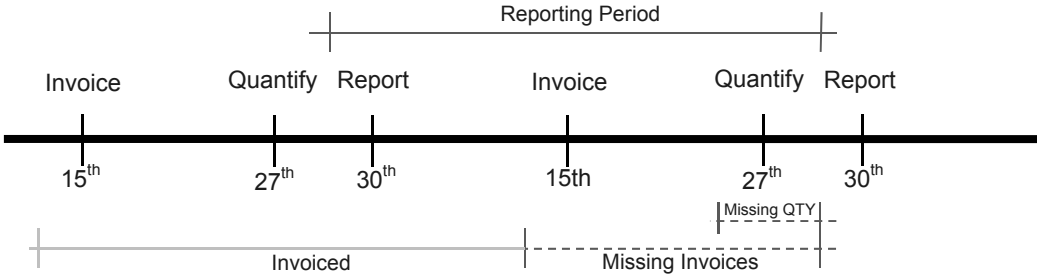 Reporting Period
Invoice Quantify Report Invoice Quantify Report
15th 27th 30th 15th 27th 30th
Missing QTY
Invoiced Missing Invoices